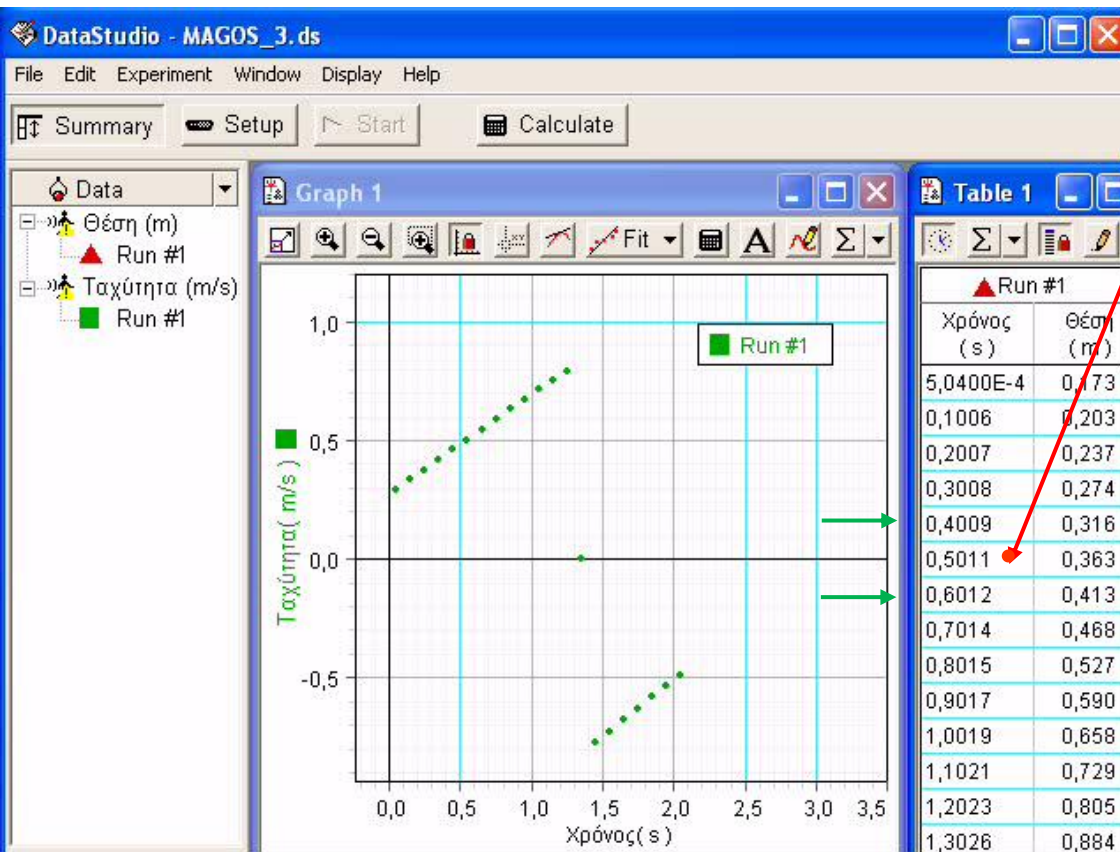 DataStudio - MAGOS_3.ds
File Edit Experiment Window Display Help
Summary Setup Start Calculate
Data
Θέση (m)
Run #1
Ταχύτητα (m/s)
Run #1
Graph 1
Fit A Σ
1,0
0,5
0,0
-0,5
Ταχύτητα( m/s )
Run #1
0,0 0,5 1,0 1,5 2,0 2,5 3,0 3,5
Χρόνος( s )
Table 1
Σ
Run #1
Χρόνος Θέση
( s ) ( m )
5,0400E-4 0,173
0,1006 0,203
0,2007 0,237
0,3008 0,274
0,4009 0,316
0,5011 0,363
0,6012 0,413
0,7014 0,468
0,8015 0,527
0,9017 0,590
1,0019 0,658
1,1021 0,729
1,2023 0,805
1,3026 0,884